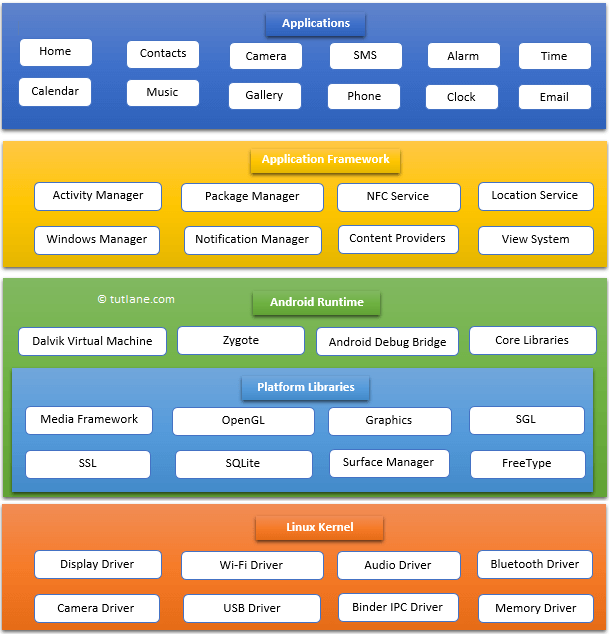 Applications
Home Contacts Camera SMS Alarm Time
Calendar Music Gallery Phone Clock Email
Application Framework
Activity Manager Package Manager NFC Service Location Service
Windows Manager Notification Manager Content Providers View System
© tutlane.com
Android Runtime
Dalvik Virtual Machine Zygote Android Debug Bridge Core Libraries
Platform Libraries
Media Framework OpenGL Graphics SGL
SSL SQLite Surface Manager FreeType
Linux Kernel
Display Driver Wi-Fi Driver Audio Driver Bluetooth Driver
Camera Driver USB Driver Binder IPC Driver Memory Driver